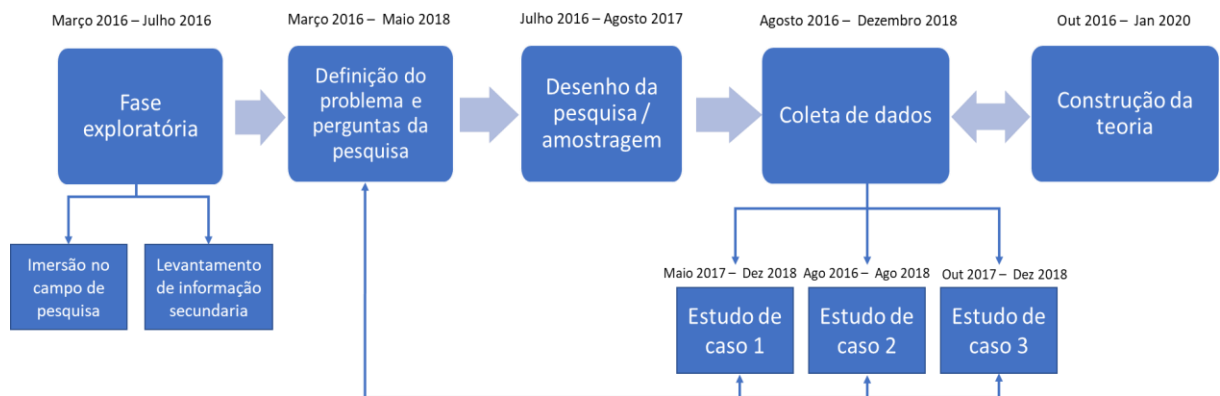 Março 2016 – Julho 2016
Março 2016 – Maio 2018
Julho 2016 – Agosto 2017
Agosto 2016 – Dezembro 2018
Out 2016 – Jan 2020
Fase
exploratória
Definição do
problema e
perguntas da
pesquisa
Desenho da
pesquisa /
amostragem
Coleta de dados
Construção da
teoria
Imersão no
campo de
pesquisa
Levantamento
de informação
secundaria
Maio 2017 – Dez 2018
Ago 2016 – Ago 2018
Out 2017 – Dez 2018
Estudo de
caso 1
Estudo de
caso 2
Estudo de
caso 3